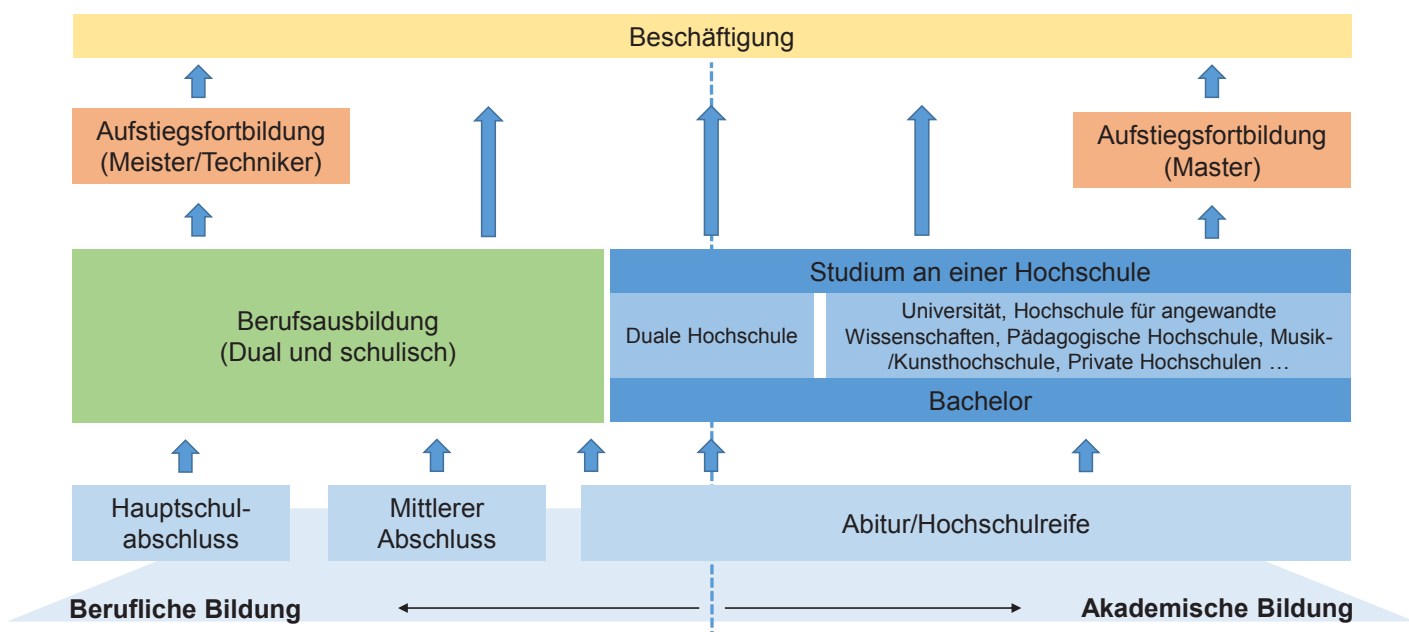 Beschäftigung
Aufstiegsfortbildung
(Meister/Techniker)
Aufstiegsfortbildung
(Master)
Berufsausbildung
(Dual und schulisch)
Studium an einer Hochschule
Duale Hochschule
Universität, Hochschule für angewandte
Wissenschaften, Pädagogische Hochschule, Musik-
/Kunsthochschule, Private Hochschulen …
Bachelor
Hauptschul-
abschluss
Mittlerer
Abschluss
Abitur/Hochschulreife
Berufliche Bildung
Akademische Bildung